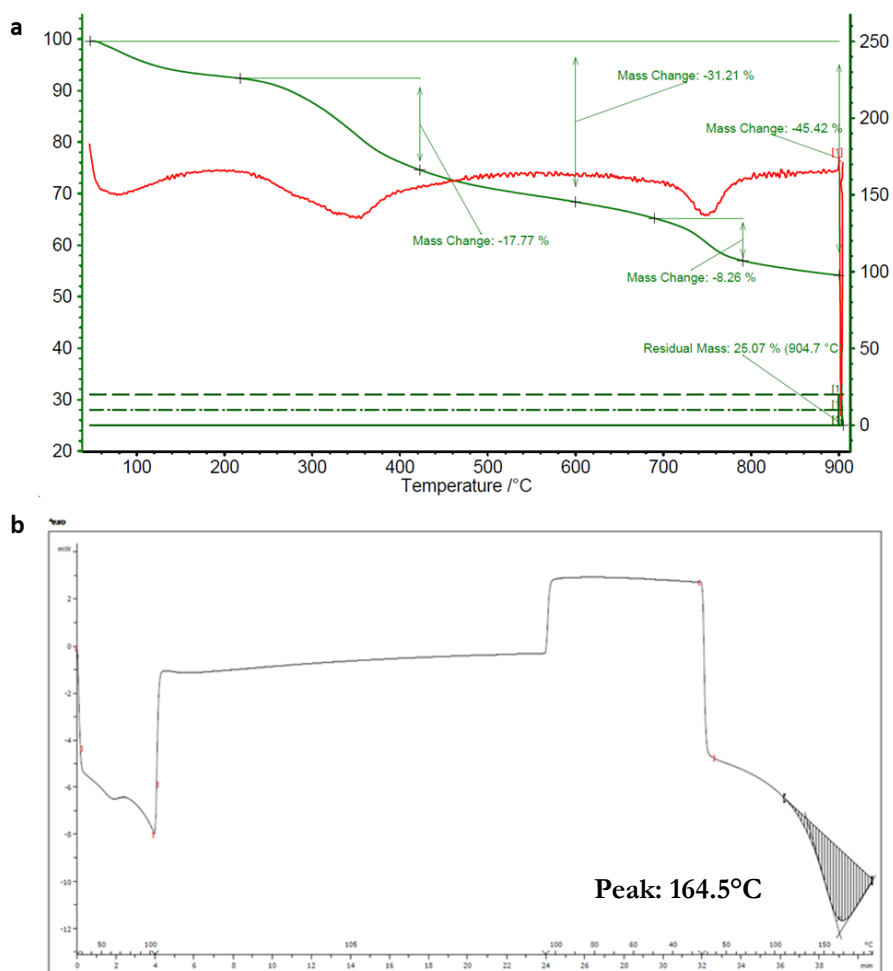 a
100
90
80
70
60
50
40
30
20
250
200
150
100
50
0
Mass Change: -31.21 %
Mass Change: -45.42 %
[1]
Mass Change: -17.77 %
Mass Change: -8.26 %
Residual Mass: 25.07 % (904.7 °C
[1
100 200 300 400 500 600 700 800 900
Temperature /°C
b
^exo
mW
2
0
-2
-4
-6
-8
-10
-12
Peak: 164.5°C
50 100 105 100 80 60 40 50 100 150 °C
0 2 4 6 8 10 12 14 16 18 20 22 24 26 28 30 32 34 36 38 min